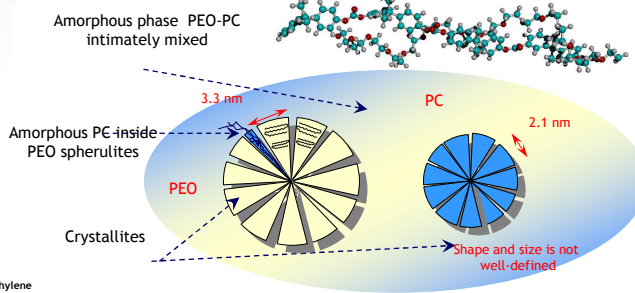 Amorphous phase PEO-PC
intimately mixed
3.3 nm
PC
2.1 nm
Amorphous PC inside
PEO spherulites
PEO
Crystallites
Shape and size is not
well-defined
hylene